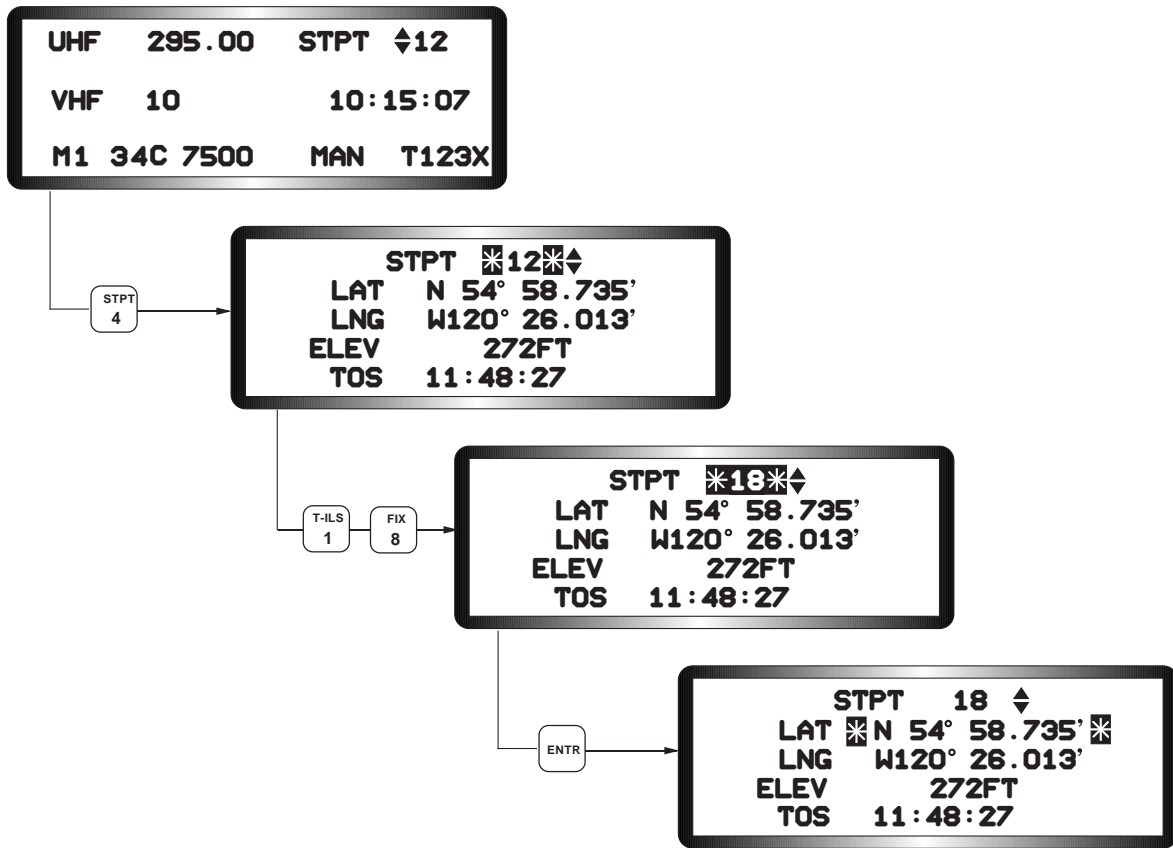 UHF 295.00 STPT 12
VHF 10 10:15:07
M1 34C 7500 MAN T123X
STPT
4
STPT *12*
LAT N 54° 58.735’
LNG W120° 26.013’
ELEV 272FT
TOS 11:48:27
T-ILS
1
FIX
8
STPT *18*
LAT N 54° 58.735’
LNG W120° 26.013’
ELEV 272FT
TOS 11:48:27
ENTR
STPT 18
LAT *N 54° 58.735’*
LNG W120° 26.013’
ELEV 272FT
TOS 11:48:27